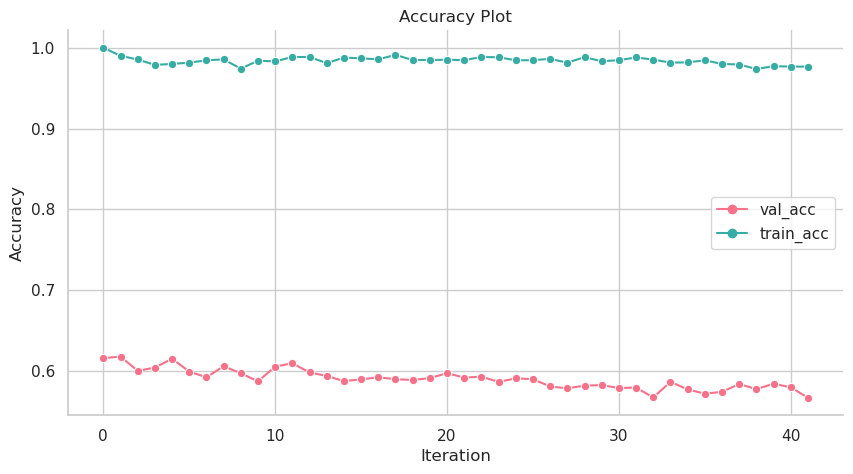 Accuracy Plot
1.0
0.9
0.8
0.7
0.6
Accuracy
val_acc
train_acc
0 10 20 30 40
Iteration